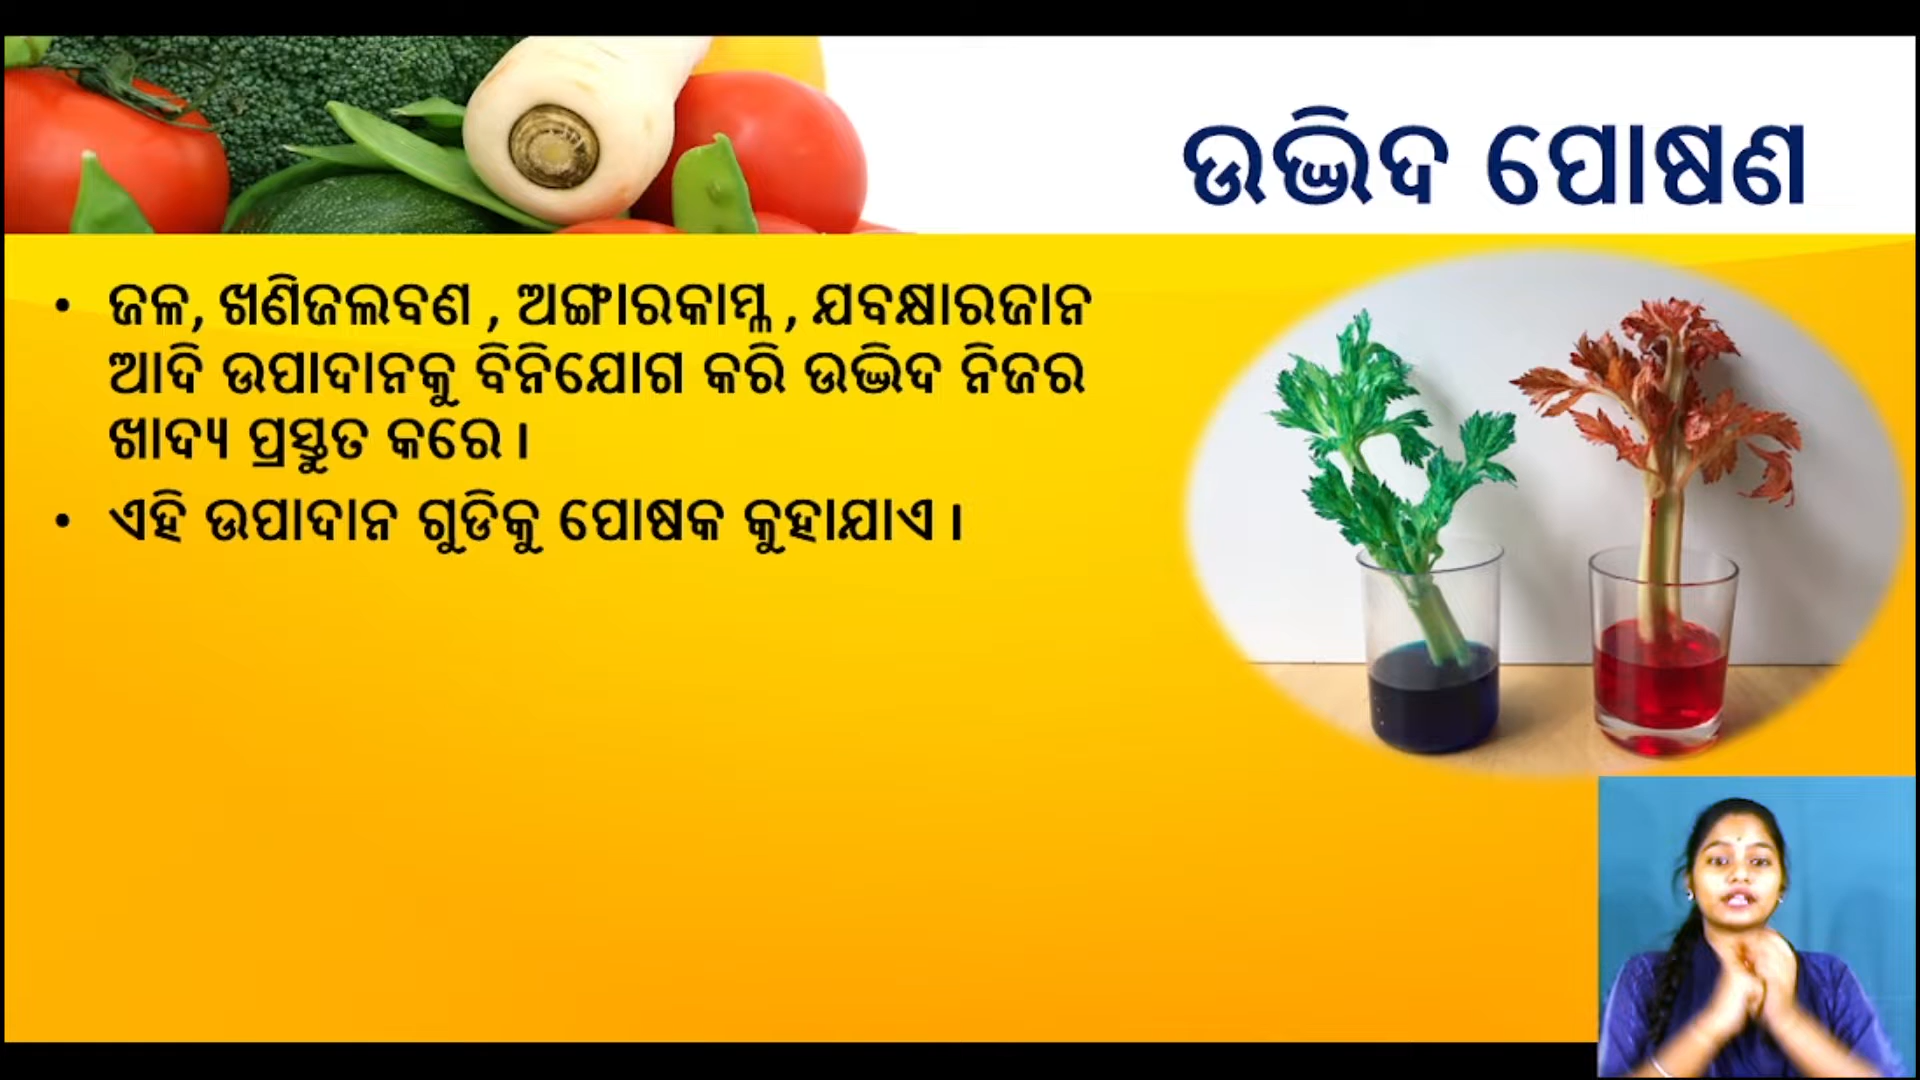 ଉଦ୍ଭିଦ ପୋଷଣ
• ଜଳ, ଖଣିଜଲବଣ , ଅଙ୍ଗାରକାମ୍ଳ , ଯବକ୍ଷାରଜାନ
ଆଦି ଉପାଦାନକୁ ବିନିଯୋଗ କରି ଉଦ୍ଭିଦ ନିଜର
ଖାଦ୍ୟ ପ୍ରସ୍ତୁତ କରେ ।
• ଏହି ଉପାଦାନ ଗୁଡିକୁ ପୋଷକ କୁହାଯାଏ ।